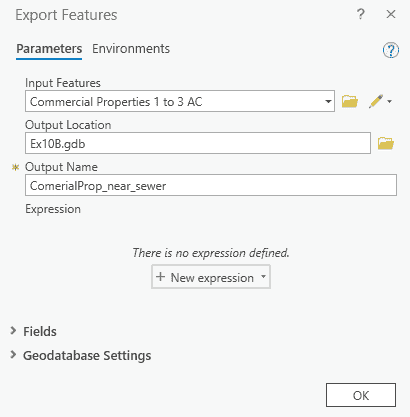 Export Features ? ×
Parameters Environments ?
Input Features
Commercial Properties 1 to 3 AC
Output Location
Ex10B.gdb
* Output Name
ComerialProp_near_sewer
Expression
There is no expression defined.
+ New expression
> Fields
> Geodatabase Settings
OK